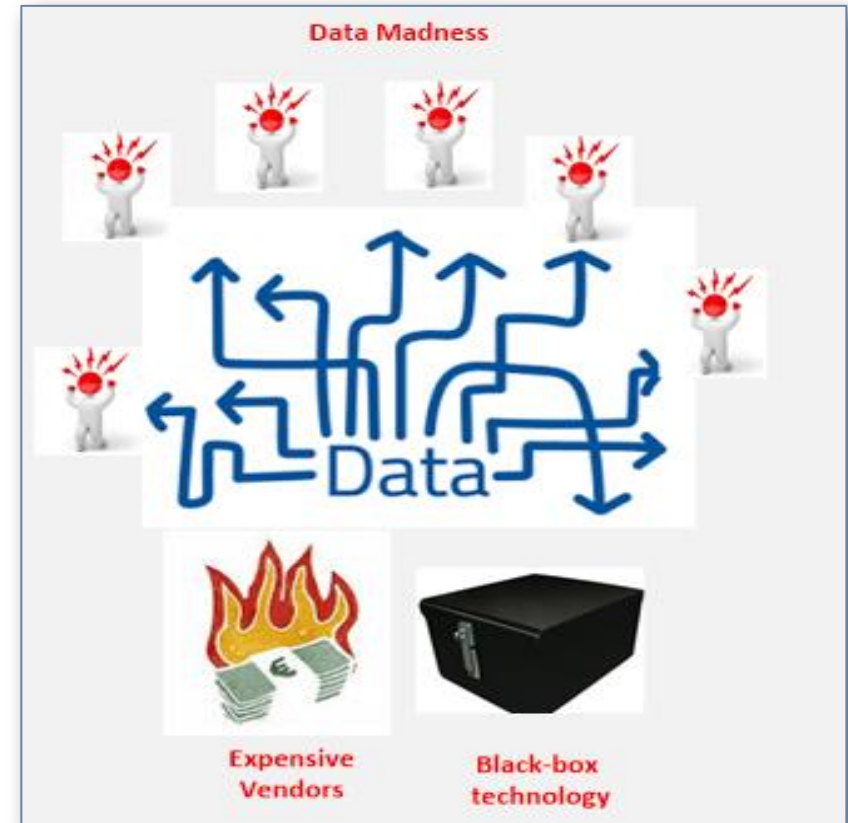 Data Madness
Data
€
Expensive
Vendors
Black-box
technology